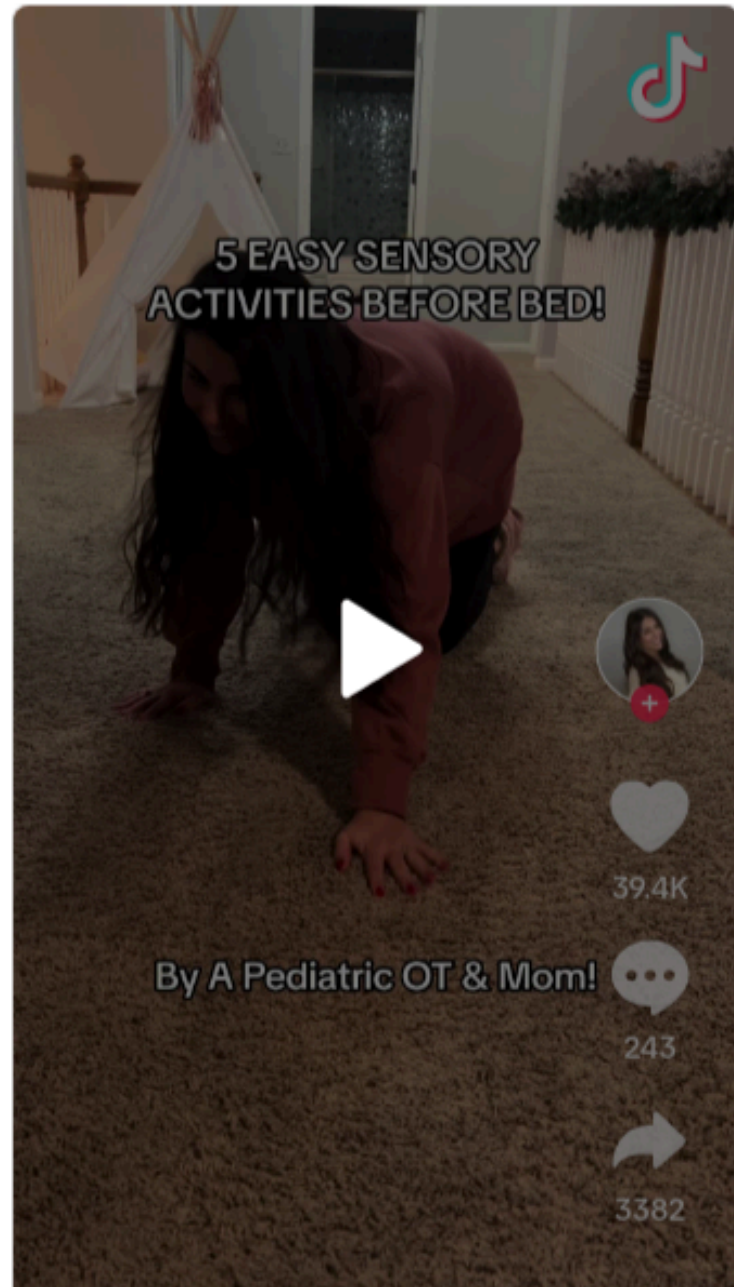 5 EASY SENSORY
ACTIVITIES BEFORE BED!
39.4K
By A Pediatric OT & Mom!
243
3382